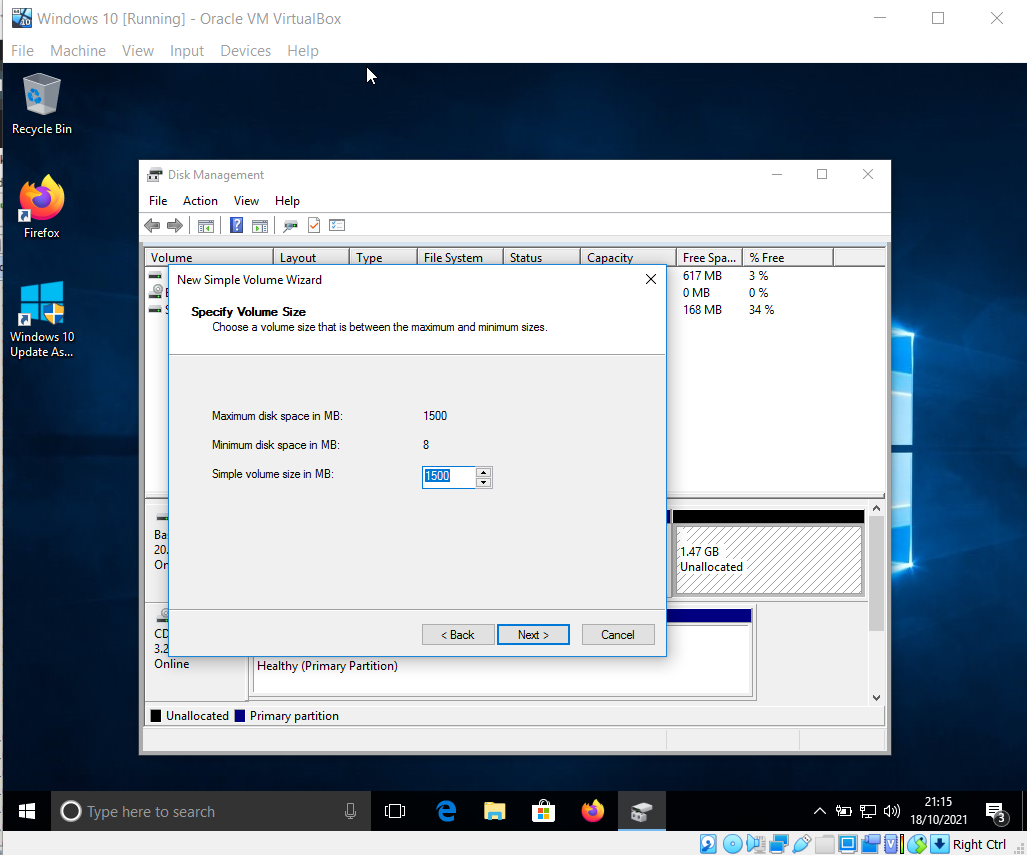 Windows 10 [Running] - Oracle VM VirtualBox
File Machine View Input Devices Help
Recycle Bin
Firefox
Windows 10
Update As...
Disk Management
File Action View Help
Volume Layout Type File System Status Capacity Free Spa... % Free
617 MB 3 %
0 MB 0 %
168 MB 34 %
New Simple Volume Wizard
Specify Volume Size
Choose a volume size that is between the maximum and minimum sizes.
Maximum disk space in MB: 1500
Minimum disk space in MB: 8
Simple volume size in MB: 1500
< Back Next > Cancel
Ba
20.
On
1.47 GB
Unallocated
CD
3.2
Online
Healthy (Primary Partition)
Unallocated Primary partition
Type here to search
21:15
18/10/2021
3
Right Ctrl